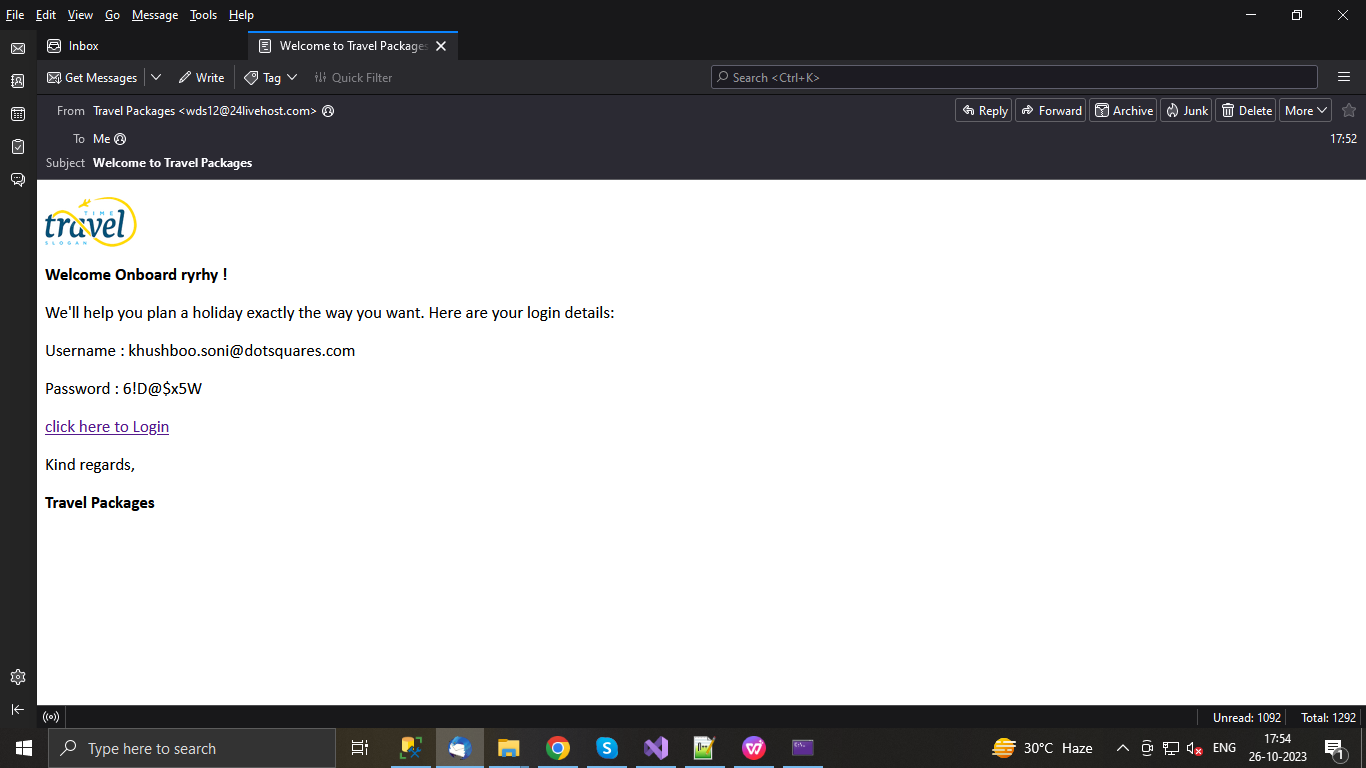 File Edit View Go Message Tools Help
Inbox
Welcome to Travel Packages
Get Messages Write Tag Quick Filter Search <Ctrl+K>
From Travel Packages <wds12@24livehost.com> Reply Forward Archive Junk Delete More
To Me 17:52
Subject Welcome to Travel Packages
TIME
travel
SLOGAN
Welcome Onboard ryrhy !
We'll help you plan a holiday exactly the way you want. Here are your login details:
Username : khushboo.soni@dotsquares.com
Password : 6!D@$x5W
click here to Login
Kind regards,
Travel Packages
Unread: 1092 Total: 1292
Type here to search
30°C Haze
ENG
17:54
26-10-2023
1